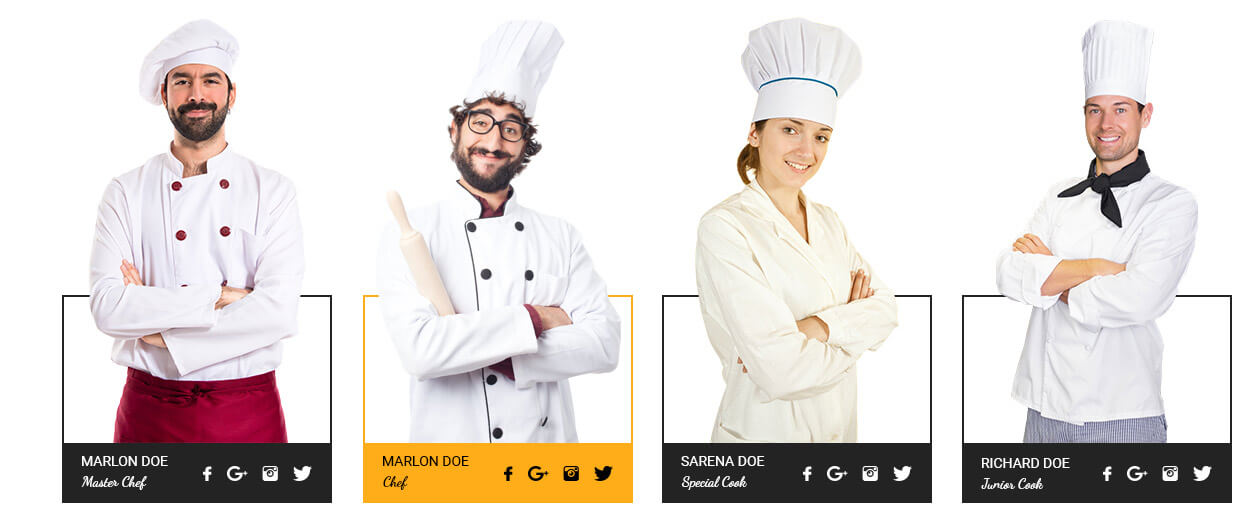 MARLON DOE
Master Chef
MARLON DOE
Chef
SARENA DOE
Special Cook
RICHARD DOE
Junior Cook